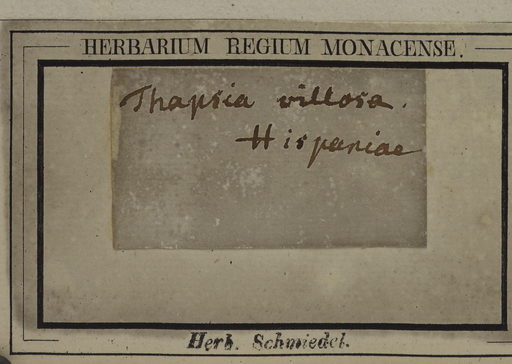 HERBARIUM REGIUM MONACENSE.
Thapsia villosa.
Hispaniae
Herb. Schmiedel.